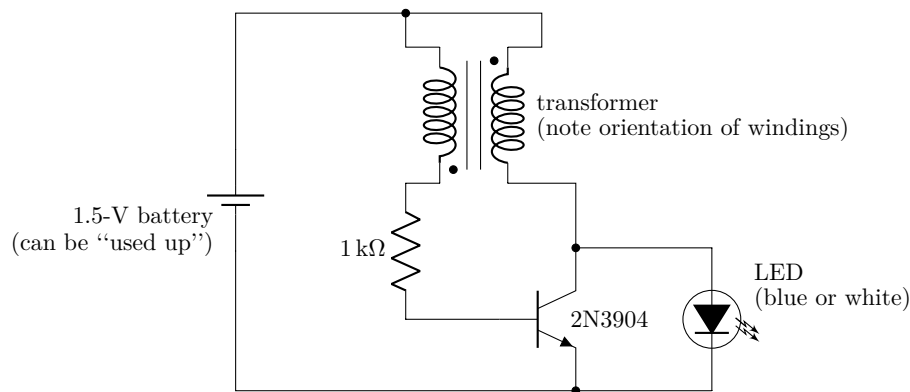 transformer
(note orientation of windings)
1.5-V battery
(can be ‘‘used up’’)
1 kΩ
2N3904
LED
(blue or white)